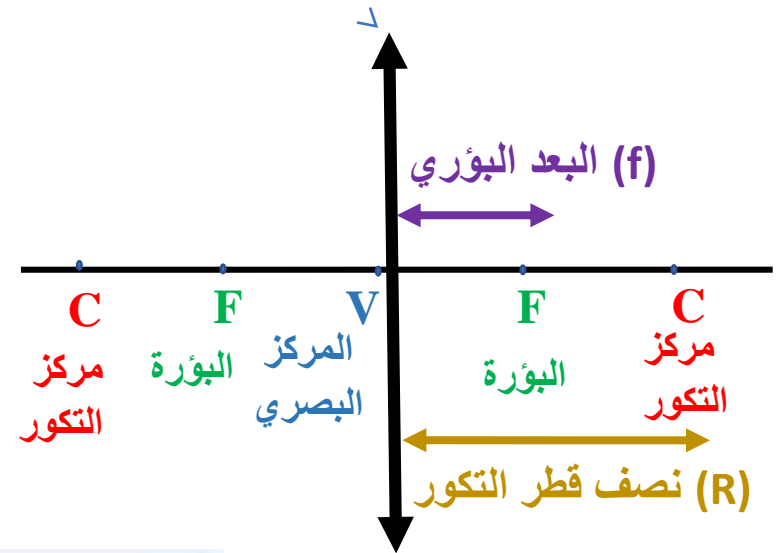 (f) البعد البؤري
C
F
V
F
C
مركز التكور
البؤرة
المركز البصري
البؤرة
مركز التكور
(R) نصف قطر التكور